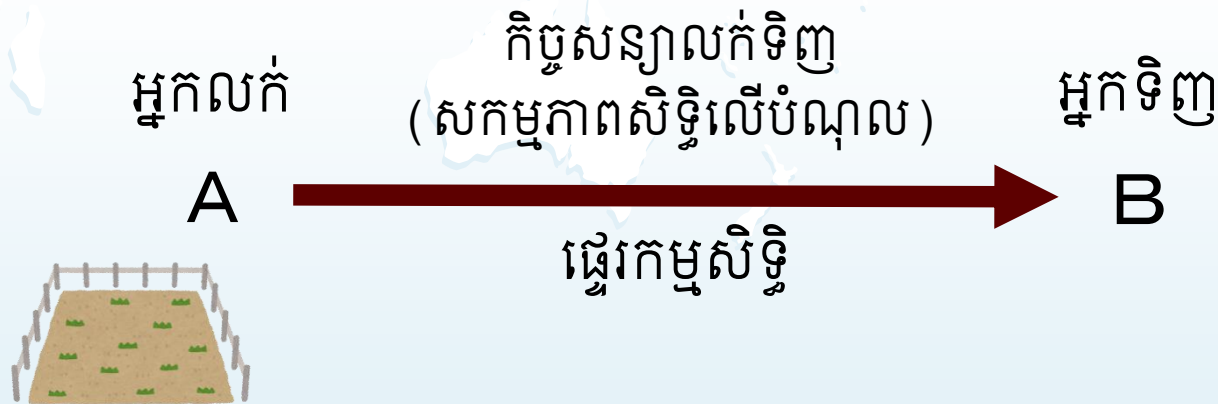 កិច្ចសន្យាលក់ទិញ
(សកម្មភាពសិទ្ធិលើបំណុល)
អ្នកលក់
អ្នកទិញ
A
B
ផ្ទេរកម្មសិទ្ធិ